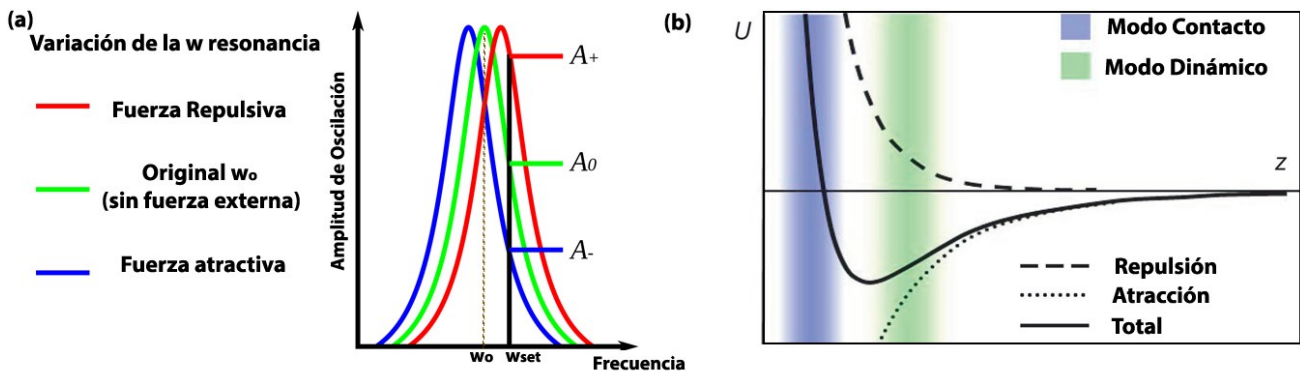 (a)
Variación de la w resonancia
Fuerza Repulsiva
Original wo
(sin fuerza externa)
Fuerza atractiva
Amplitud de Oscilación
A+
A0
A-
wo
wset
Frecuencia
(b)
U
Modo Contacto
Modo Dinámico
z
Repulsión
Atracción
Total